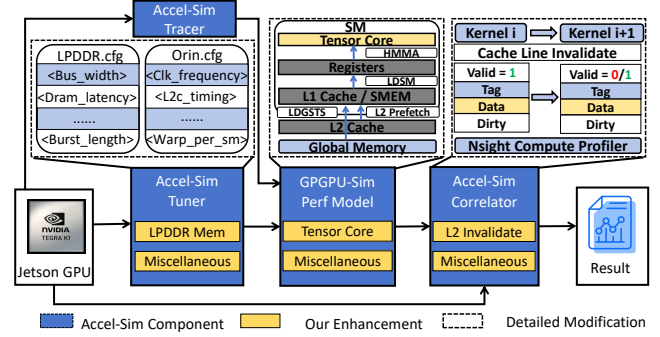 Accel-Sim
Tracer
LPDDR.cfg
<Bus_width>
<Dram_latency>
......
<Burst_length>
Orin.cfg
<Clk_frequency>
<L2c_timing>
......
<Warp_per_sm>
SM
Tensor Core
HMMA
Registers
LDSM
L1 Cache / SMEM
LDGSTS
L2 Prefetch
L2 Cache
Global Memory
Kernel i
Kernel i+1
Cache Line Invalidate
Valid = 1
Tag
Data
Dirty
Valid = 0/1
Tag
Data
Dirty
Nsight Compute Profiler
NVIDIA
TEGRA K1
Jetson GPU
Accel-Sim
Tuner
LPDDR Mem
Miscellaneous
GPGPU-Sim
Perf Model
Tensor Core
Miscellaneous
Accel-Sim
Correlator
L2 Invalidate
Miscellaneous
Result
Accel-Sim Component
Our Enhancement
Detailed Modification